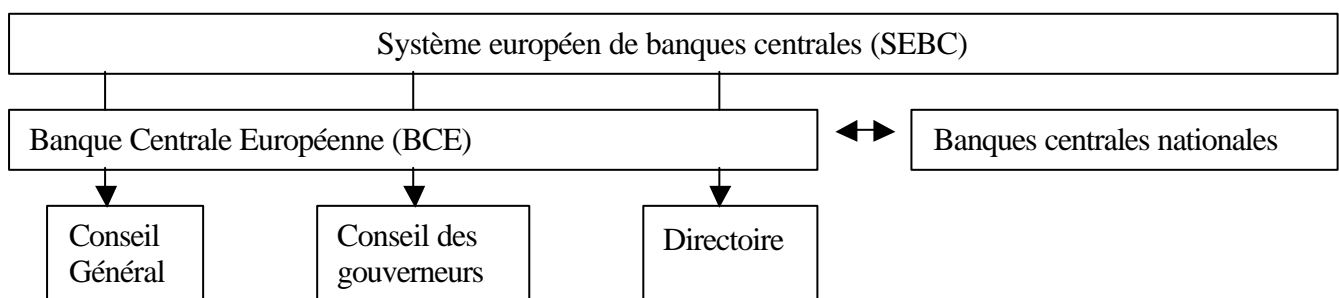 Système européen de banques centrales (SEBC)
Banque Centrale Européenne (BCE)
Banques centrales nationales
Conseil
Général
Conseil des
gouverneurs
Directoire